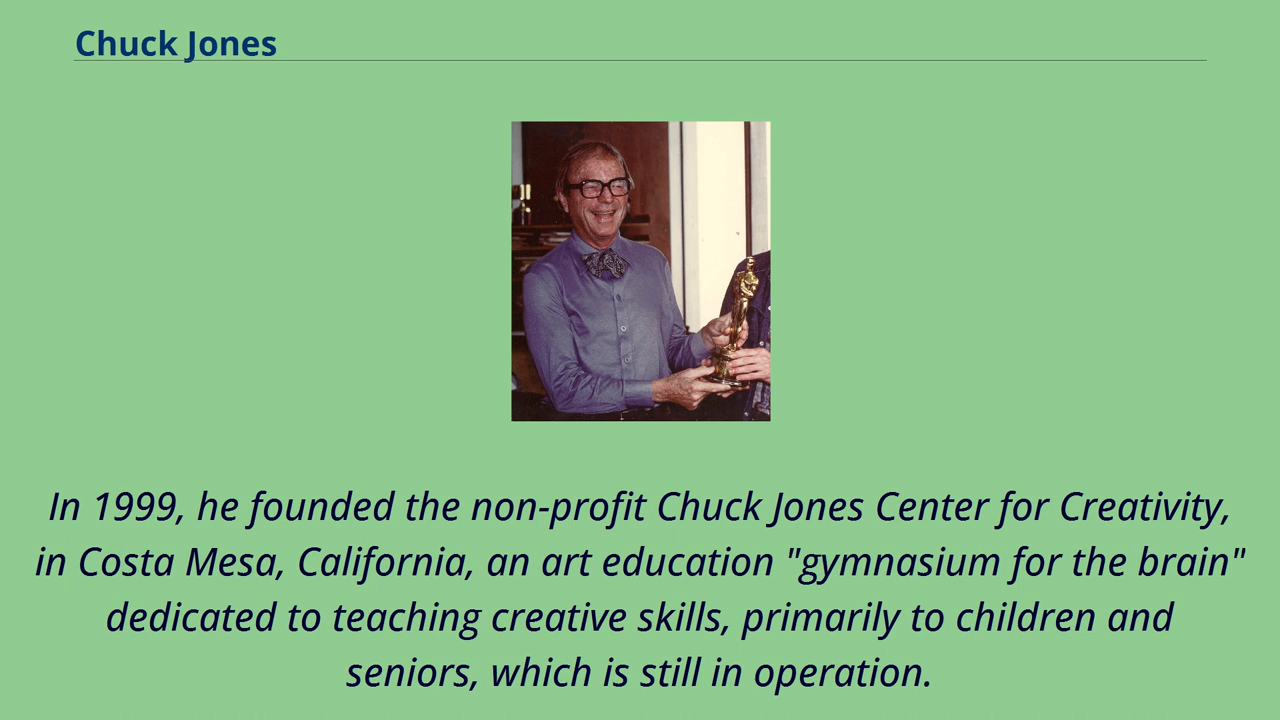 Chuck Jones
In 1999, he founded the non-profit Chuck Jones Center for Creativity,
in Costa Mesa, California, an art education "gymnasium for the brain"
dedicated to teaching creative skills, primarily to children and
seniors, which is still in operation.